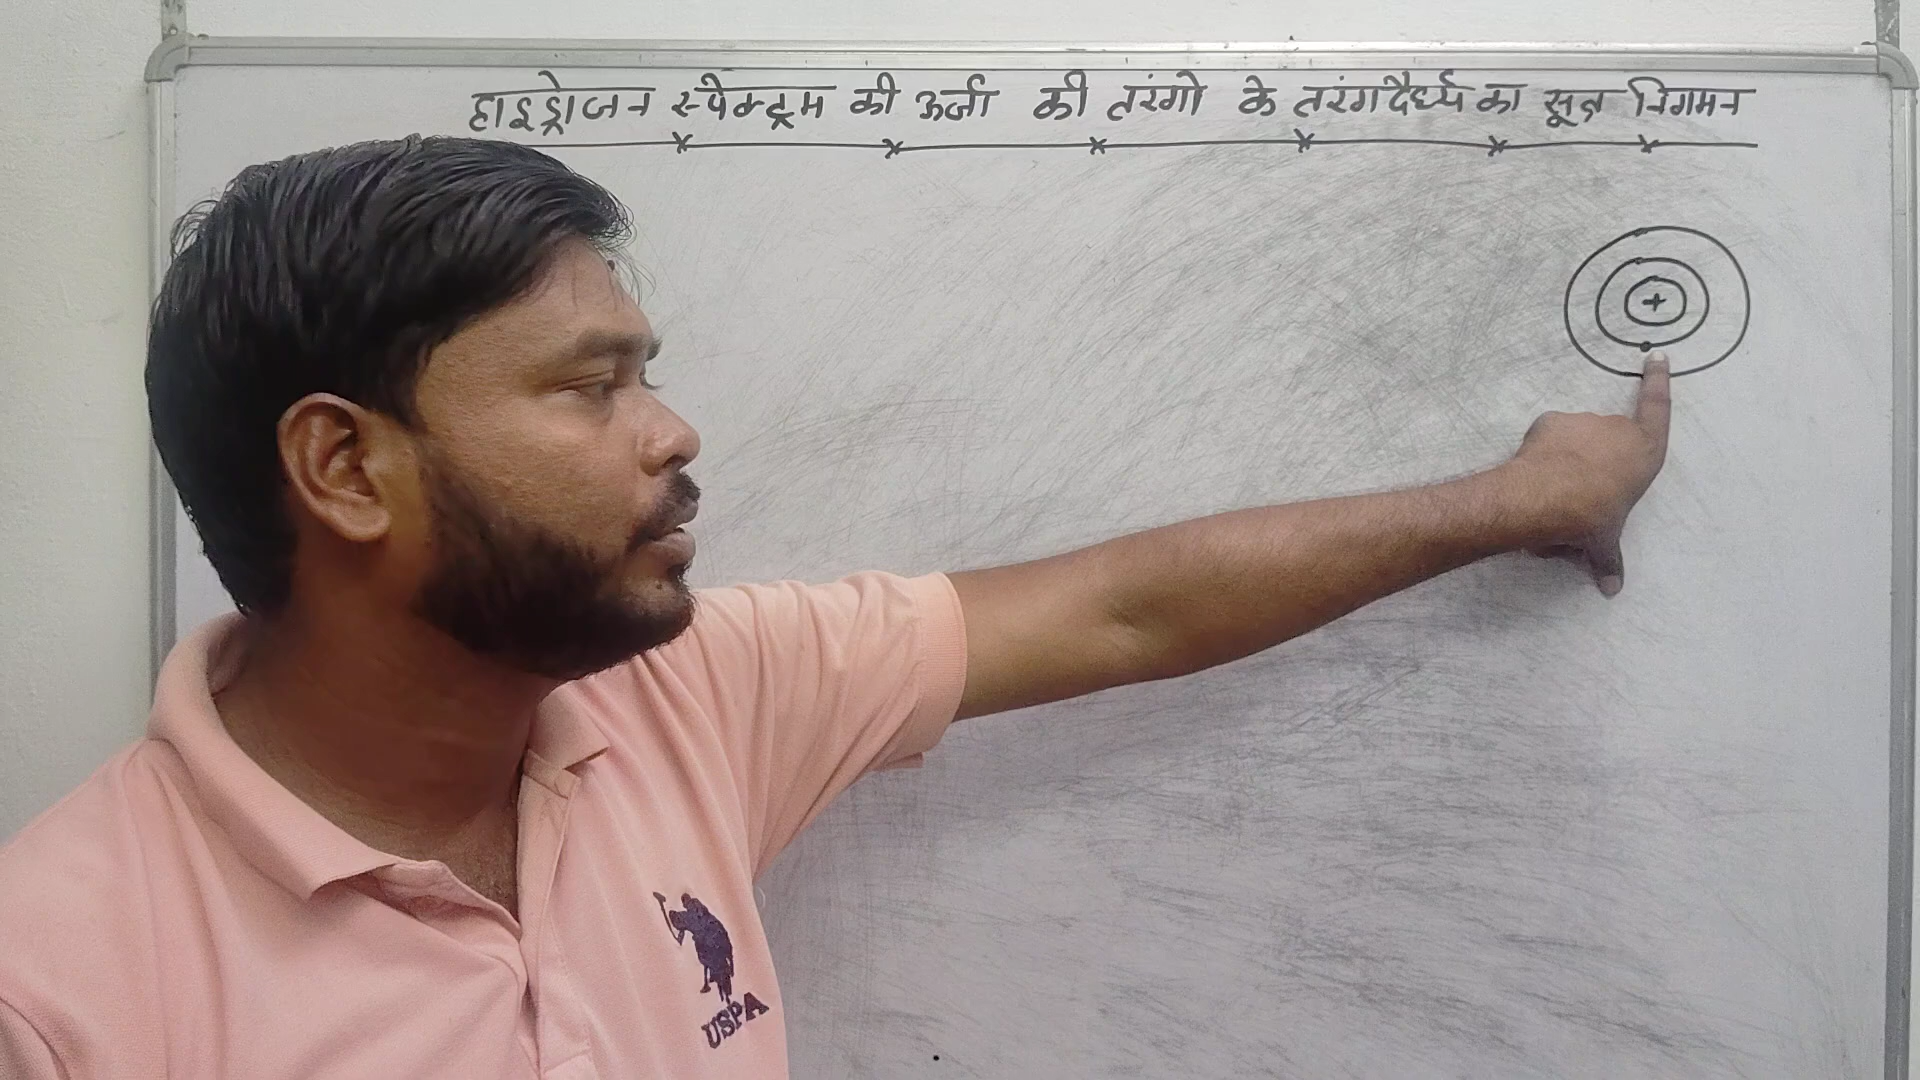 हाइड्रोजन स्पेक्ट्रम की ऊर्जा की तरंगो के तरंगदैर्ध्य का सूत्र निगमन
+
USPA